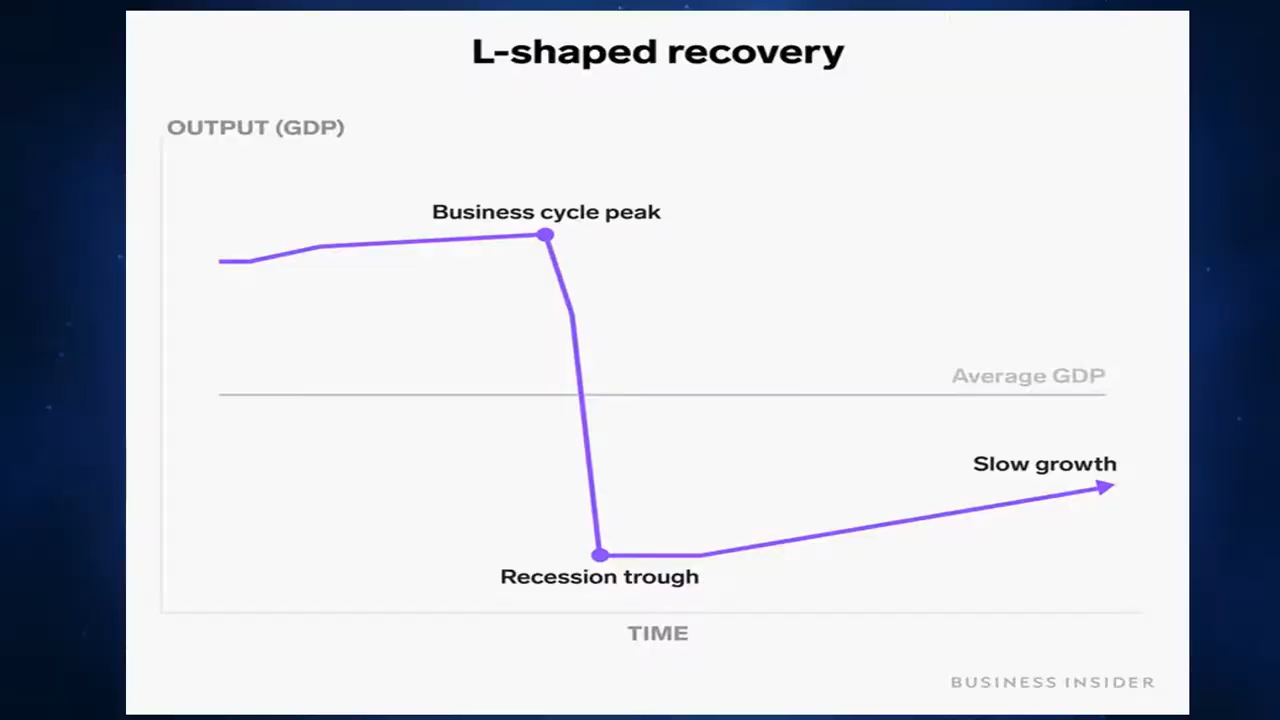 L-shaped recovery
OUTPUT (GDP)
Business cycle peak
Average GDP
Slow growth
Recession trough
TIME
BUSINESS INSIDER